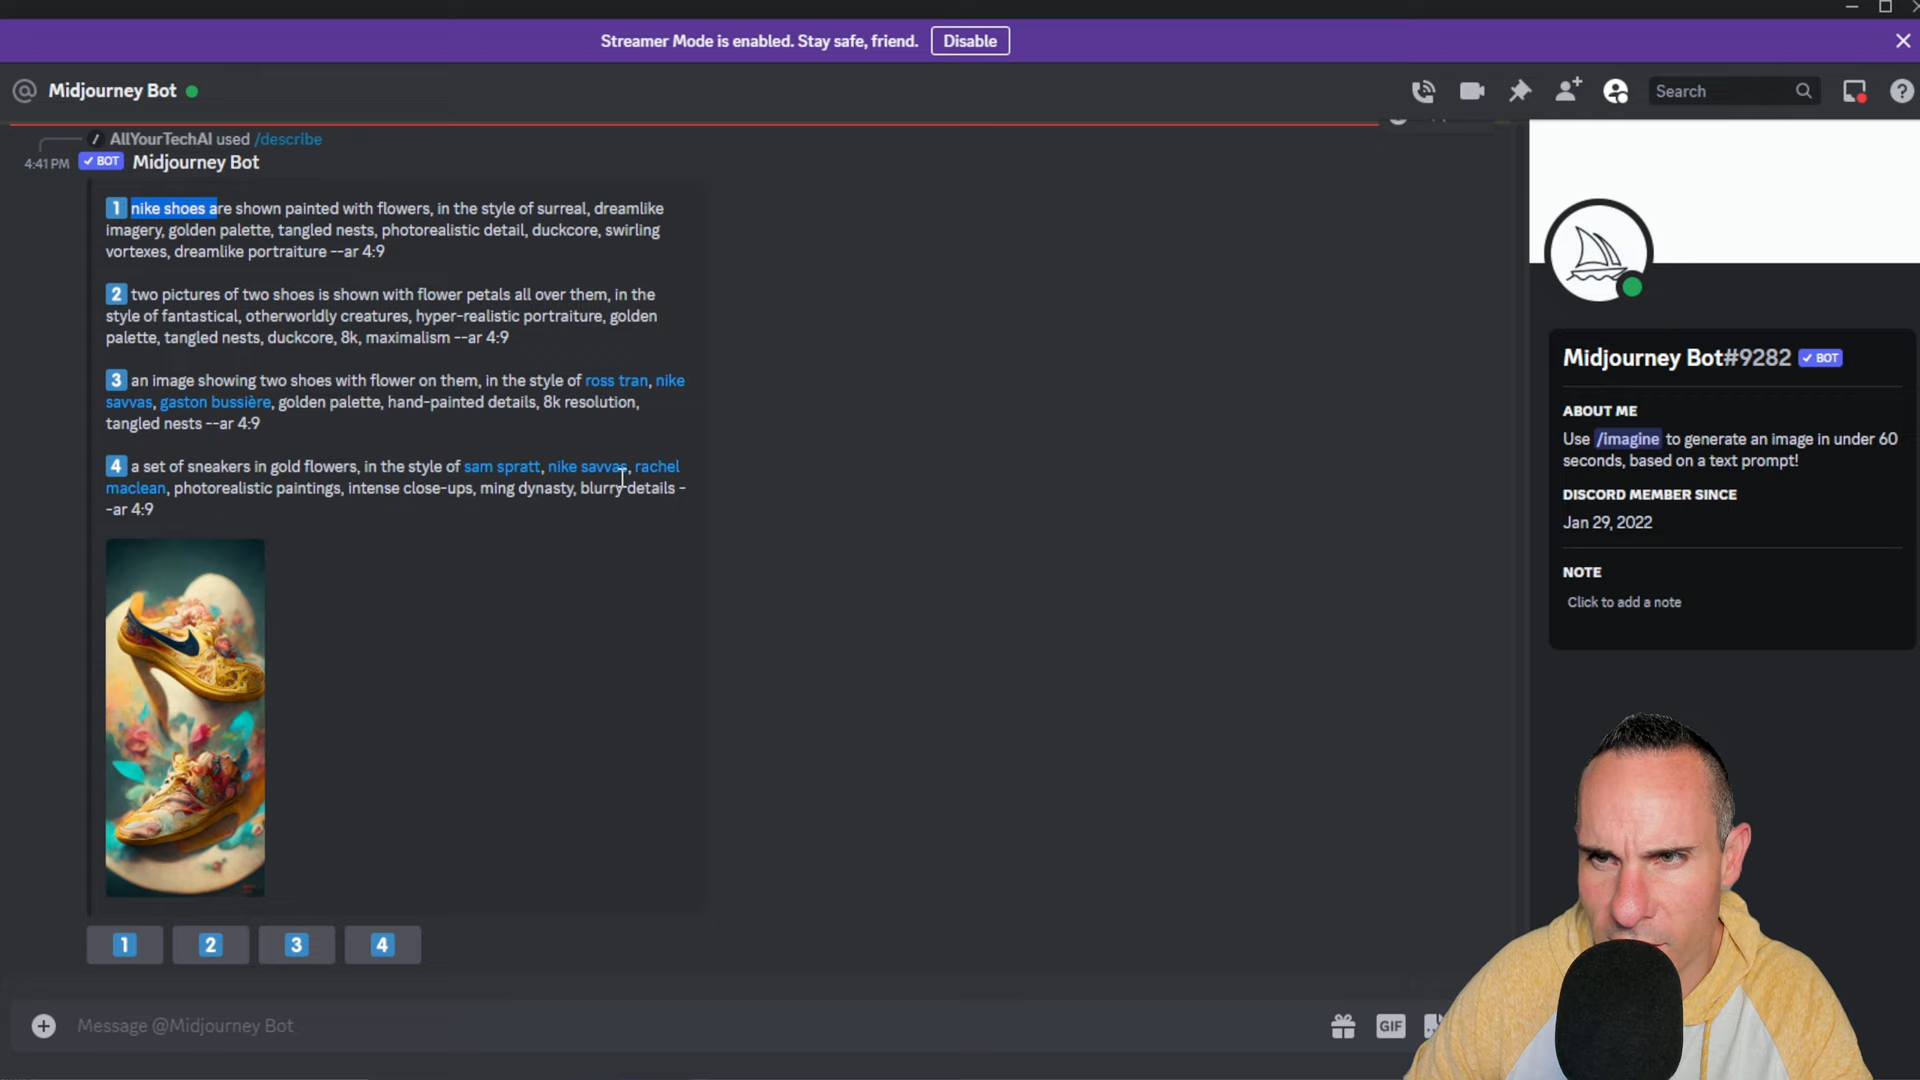 Streamer Mode is enabled. Stay safe, friend. Disable
Midjourney Bot
Search
AllYourTechAI used /describe
4:41 PM BOT Midjourney Bot
1 nike shoes are shown painted with flowers, in the style of surreal, dreamlike
imagery, golden palette, tangled nests, photorealistic detail, duckcore, swirling
vortexes, dreamlike portraiture --ar 4:9
2 two pictures of two shoes is shown with flower petals all over them, in the
style of fantastical, otherworldly creatures, hyper-realistic portraiture, golden
palette, tangled nests, duckcore, 8k, maximalism --ar 4:9
3 an image showing two shoes with flower on them, in the style of ross tran, nike
savvas, gaston bussière, golden palette, hand-painted details, 8k resolution,
tangled nests --ar 4:9
4 a set of sneakers in gold flowers, in the style of sam spratt, nike savvas, rachel
maclean, photorealistic paintings, intense close-ups, ming dynasty, blurry details -
-ar 4:9
1 2 3 4
Message @Midjourney Bot
GIF
Midjourney Bot#9282 BOT
ABOUT ME
Use /imagine to generate an image in under 60
seconds, based on a text prompt!
DISCORD MEMBER SINCE
Jan 29, 2022
NOTE
Click to add a note